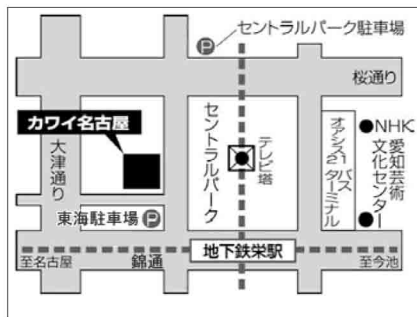 セントラルパーク駐車場
P
桜通り
カワイ名古屋
大津通り
セントラルパーク
テレビ塔
オアシス21
バスターミナル
NHK
愛知芸術
文化センター
東海駐車場 P
地下鉄栄駅
至名古屋
錦通
至今池